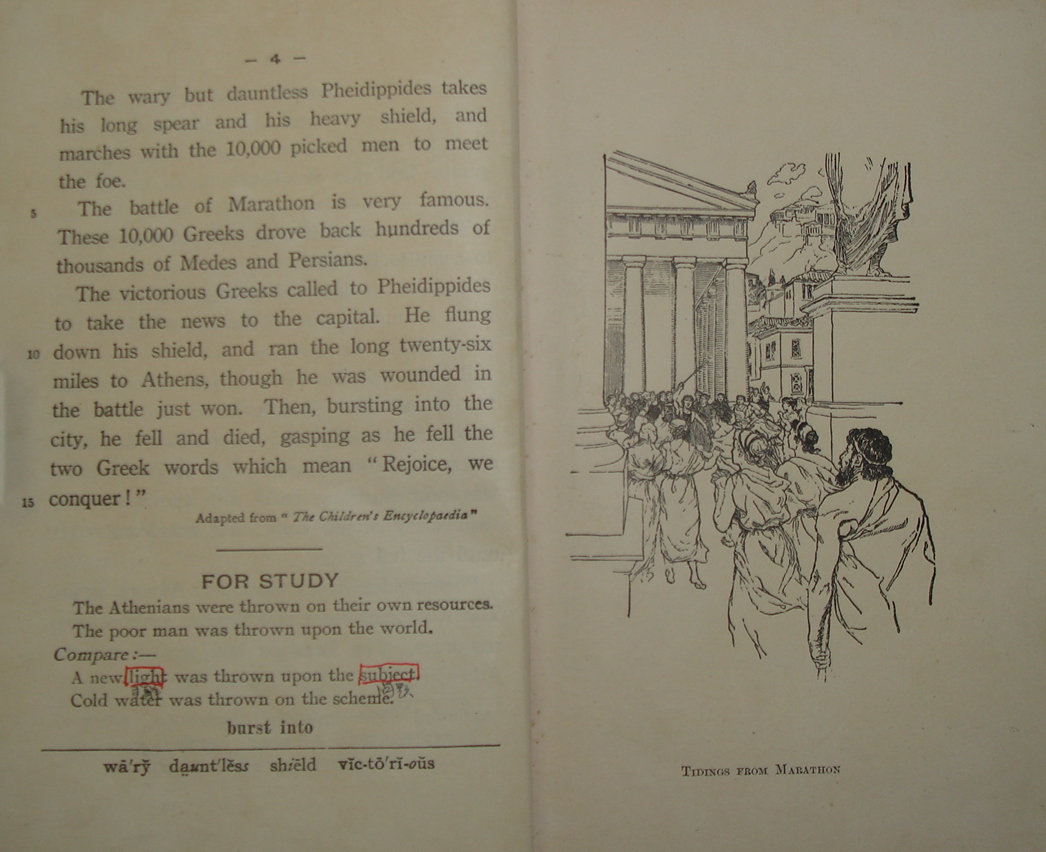 — 4 —
The wary but dauntless Pheidippides takes
his long spear and his heavy shield, and
marches with the 10,000 picked men to meet
the foe.
5 The battle of Marathon is very famous.
These 10,000 Greeks drove back hundreds of
thousands of Medes and Persians.
The victorious Greeks called to Pheidippides
to take the news to the capital. He flung
10 down his shield, and ran the long twenty-six
miles to Athens, though he was wounded in
the battle just won. Then, bursting into the
city, he fell and died, gasping as he fell the
two Greek words which mean “Rejoice, we
15 conquer!”
Adapted from “The Children's Encyclopaedia”
FOR STUDY
The Athenians were thrown on their own resources.
The poor man was thrown upon the world.
Compare:—
A new light was thrown upon the subject.
Cold water was thrown on the scheme.
burst into
wā'rў da̤unt'lĕss shiēld vĭc-tō'rĭ-oŭs
TIDINGS FROM MARATHON